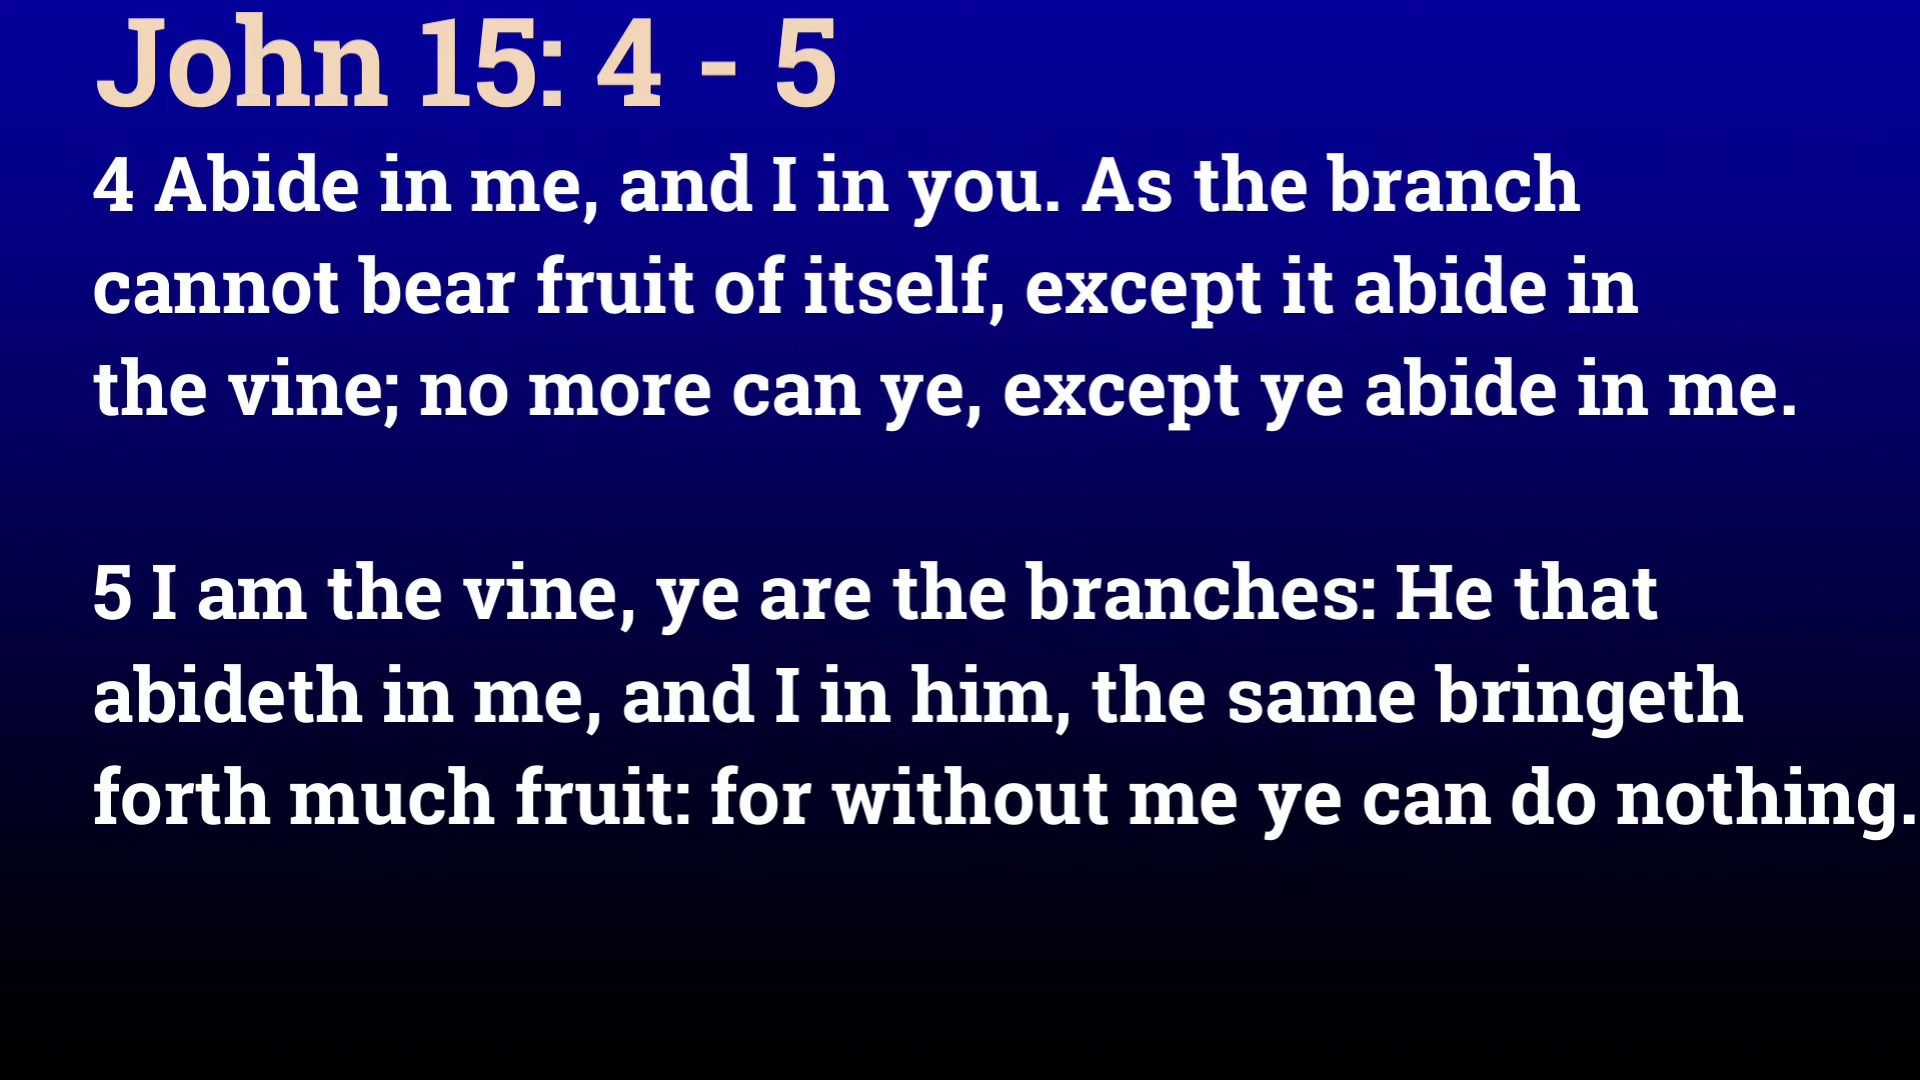 John 15: 4 - 5
4 Abide in me, and I in you. As the branch
cannot bear fruit of itself, except it abide in
the vine; no more can ye, except ye abide in me.
5 I am the vine, ye are the branches: He that
abideth in me, and I in him, the same bringeth
forth much fruit: for without me ye can do nothing.